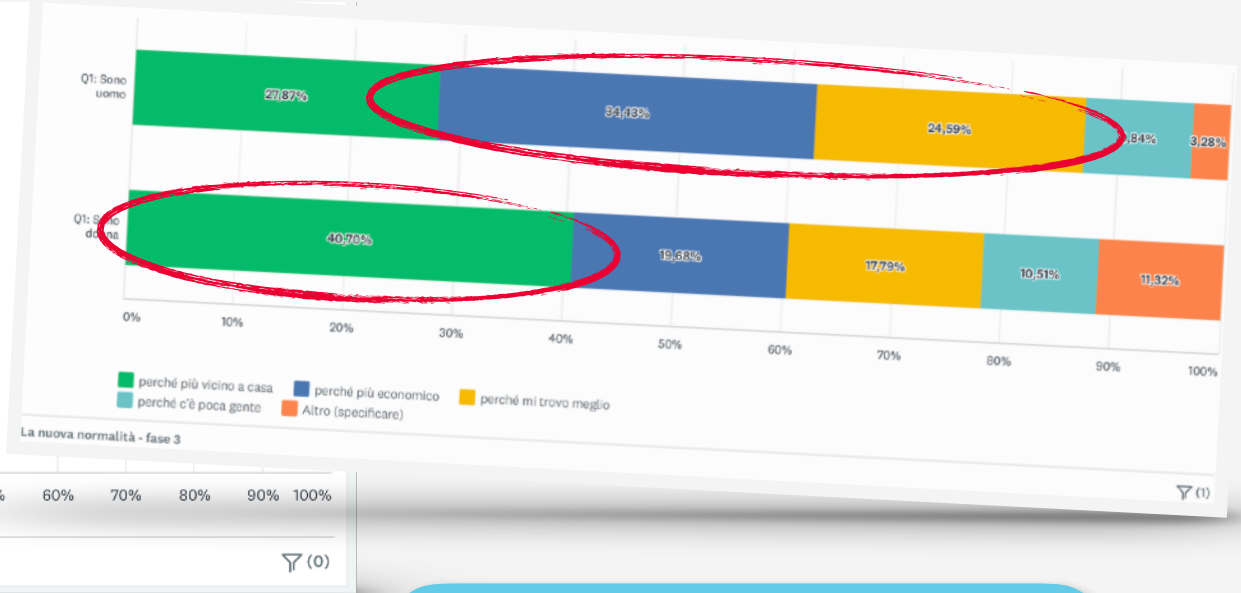 Q1: Sono
uomo
27,87%
34,43%
24,59%
,84%
3,28%
Q1: Sono
donna
40,70%
19,68%
17,79%
10,51%
11,32%
0% 10% 20% 30% 40% 50% 60% 70% 80% 90% 100%
perché più vicino a casa perché più economico perché mi trovo meglio
perché c'è poca gente Altro (specificare)
La nuova normalità - fase 3
(1)
% 60% 70% 80% 90% 100%
(0)